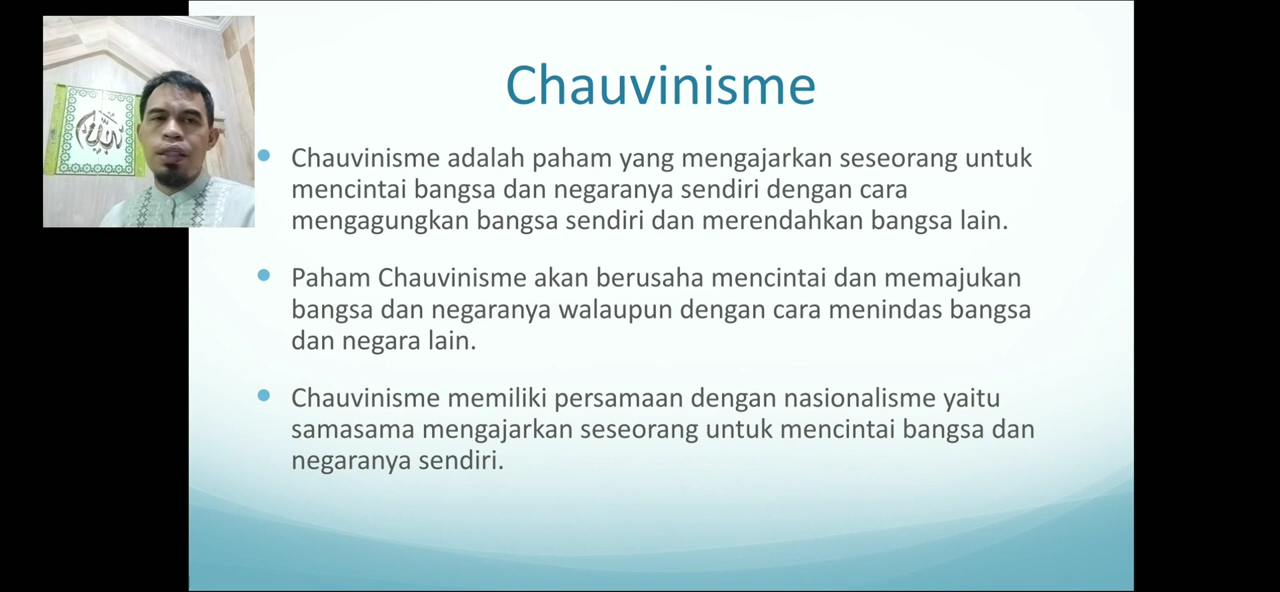 Chauvinisme
Chauvinisme adalah paham yang mengajarkan seseorang untuk
mencintai bangsa dan negaranya sendiri dengan cara
mengagungkan bangsa sendiri dan merendahkan bangsa lain.
Paham Chauvinisme akan berusaha mencintai dan memajukan
bangsa dan negaranya walaupun dengan cara menindas bangsa
dan negara lain.
Chauvinisme memiliki persamaan dengan nasionalisme yaitu
samasama mengajarkan seseorang untuk mencintai bangsa dan
negaranya sendiri.